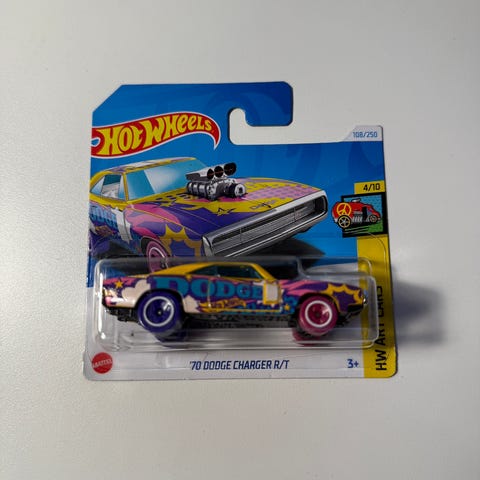 HOT WHEELS
108/250
4/10
DODGE
HW ART CARS
MATTEL
'70 DODGE CHARGER R/T
3+